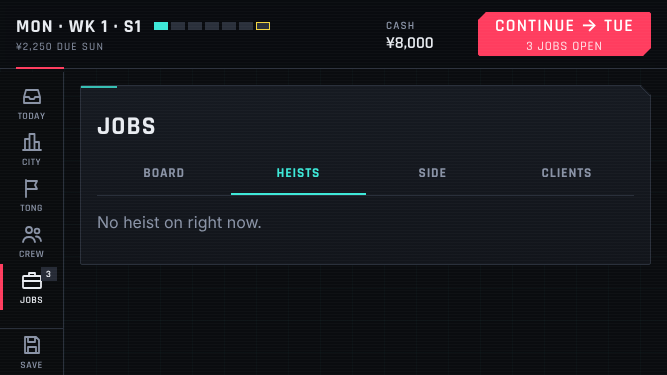 MON · WK 1 · S1
¥2,250 DUE SUN
CASH
¥8,000
CONTINUE → TUE
3 JOBS OPEN
TODAY
CITY
TONG
CREW
3
JOBS
SAVE
JOBS
BOARD HEISTS SIDE CLIENTS
No heist on right now.